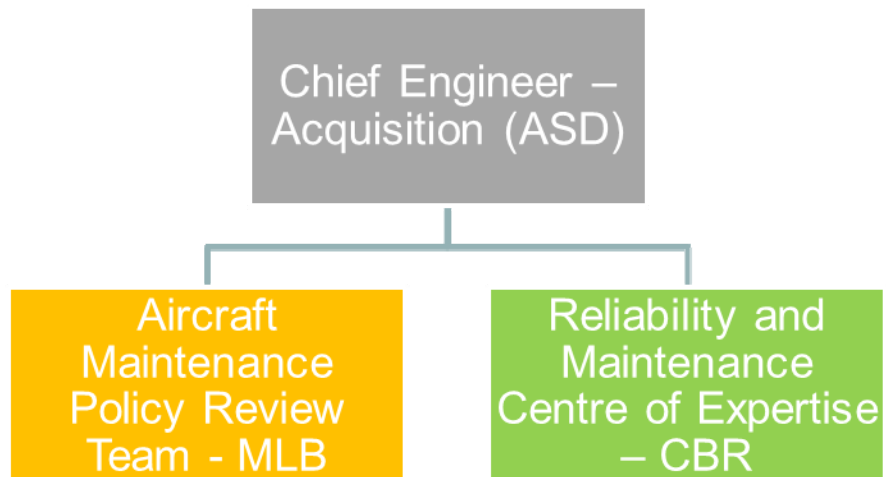 Chief Engineer –
Acquisition (ASD)
Aircraft
Maintenance
Policy Review
Team - MLB
Reliability and
Maintenance
Centre of Expertise
– CBR